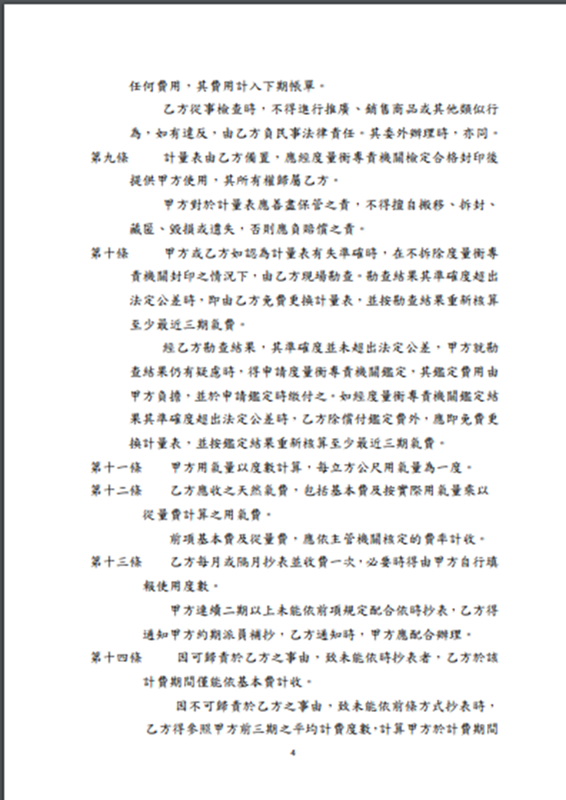 任何費用，其費用計入下期帳單。
乙方從事檢查時，不得進行推廣、銷售商品或其他類似行
為，如有違反，由乙方負民事法律責任。其委外辦理時，亦同。
第九條 計量表由乙方備置，應經度量衡專責機關檢定合格封印後
提供甲方使用，其所有權歸屬乙方。
甲方對於計量表應善盡保管之責，不得擅自搬移、拆封、
藏匿、毀損或遺失，否則應負賠償之責。
第十條 甲方或乙方如認為計量表有失準確時，在不拆除度量衡專
責機關封印之情況下，由乙方現場勘查。勘查結果其準確度超出
法定公差時，即由乙方免費更換計量表，並按勘查結果重新核算
至少最近三期氣費。
經乙方勘查結果，其準確度並未超出法定公差，甲方就勘
查結果仍有疑慮時，得申請度量衡專責機關鑑定，其鑑定費用由
甲方負擔，並於申請鑑定時繳付之。如經度量衡專責機關鑑定結
果其準確度超出法定公差時，乙方除償付鑑定費外，應即免費更
換計量表，並按鑑定結果重新核算至少最近三期氣費。
第十一條 甲方用氣量以度數計算，每立方公尺用氣量為一度。
第十二條 乙方應收之天然氣費，包括基本費及按實際用氣量乘以
從量費計算之用氣費。
前項基本費及從量費，應依主管機關核定的費率計收。
第十三條 乙方每月或隔月抄表並收費一次，必要時得由甲方自行填
報使用度數。
甲方連續二期以上未能依前項規定配合依時抄表，乙方得
通知甲方約期派員補抄，乙方通知時，甲方應配合辦理。
第十四條 因可歸責於乙方之事由，致未能依時抄表者，乙方於該
計費期間僅能依基本費計收。
因不可歸責於乙方之事由，致未能依前條方式抄表時，
乙方得參照甲方前三期之平均計費度數，計算甲方於計費期間
4